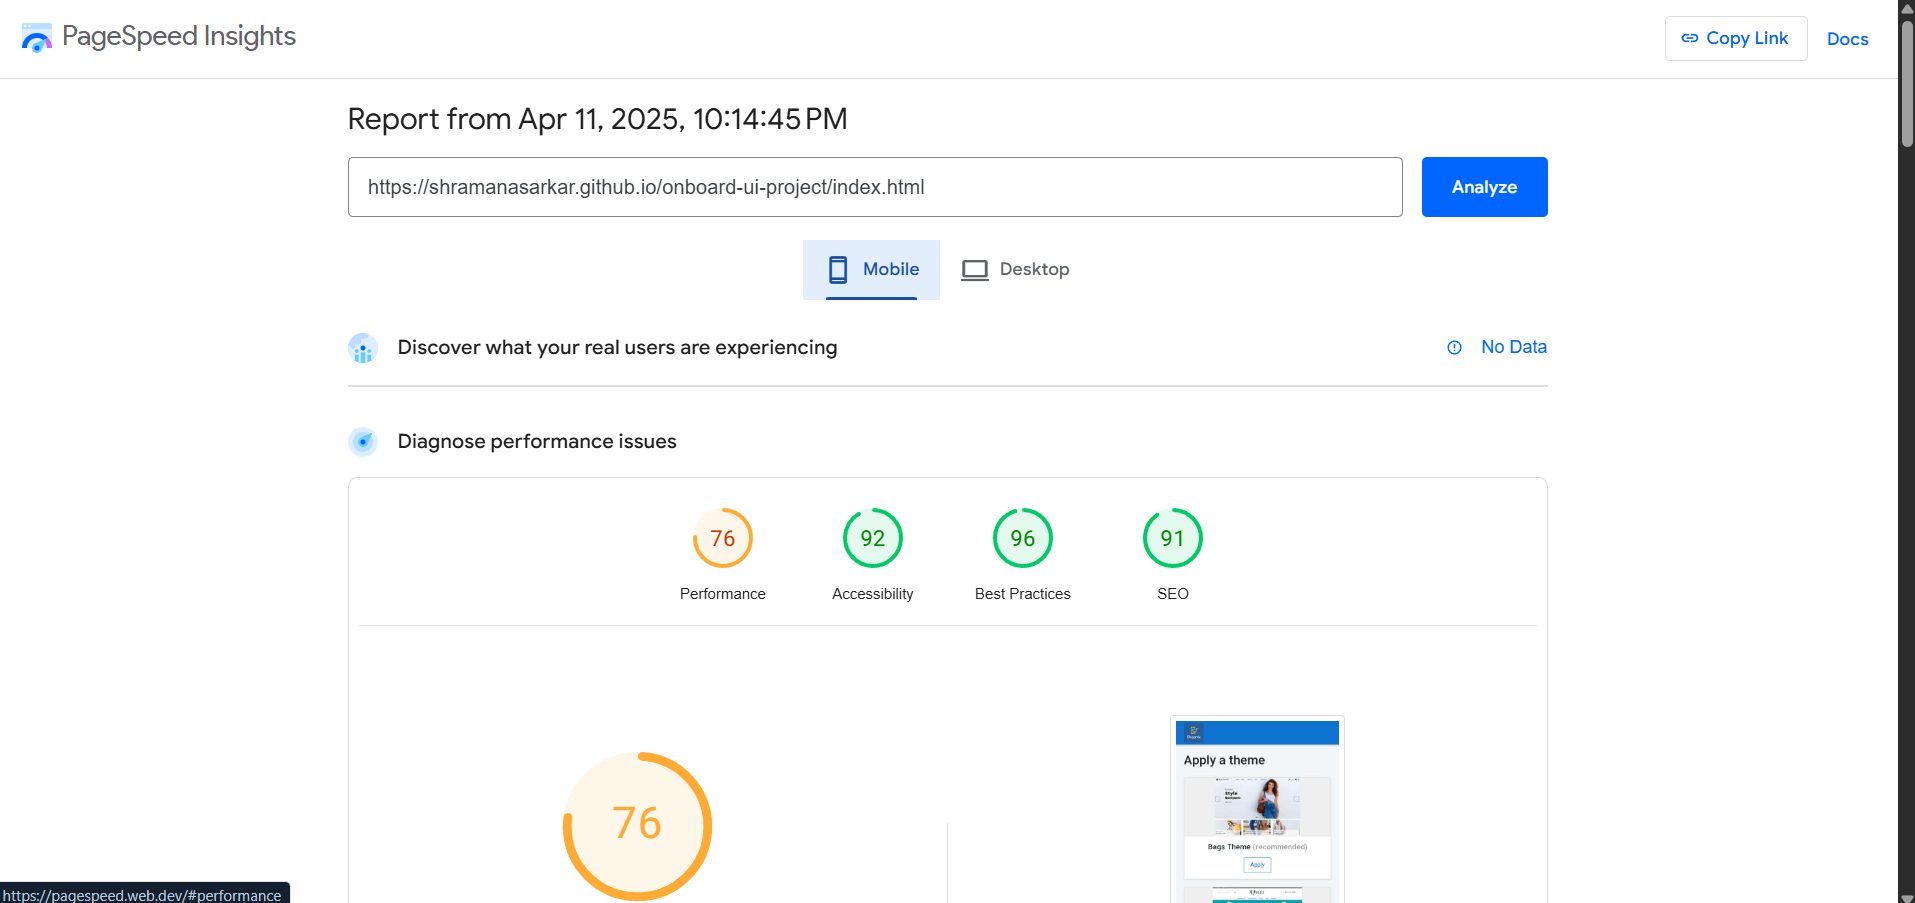 PageSpeed Insights
Copy Link
Docs
Report from Apr 11, 2025, 10:14:45 PM
https://shramanasarkar.github.io/onboard-ui-project/index.html
Analyze
Mobile
Desktop
Discover what your real users are experiencing
No Data
Diagnose performance issues
76
92
96
91
Performance
Accessibility
Best Practices
SEO
76
Apply a theme
Style
Bags Theme (recommended)
Apply
https://pagespeed.web.dev/#performance